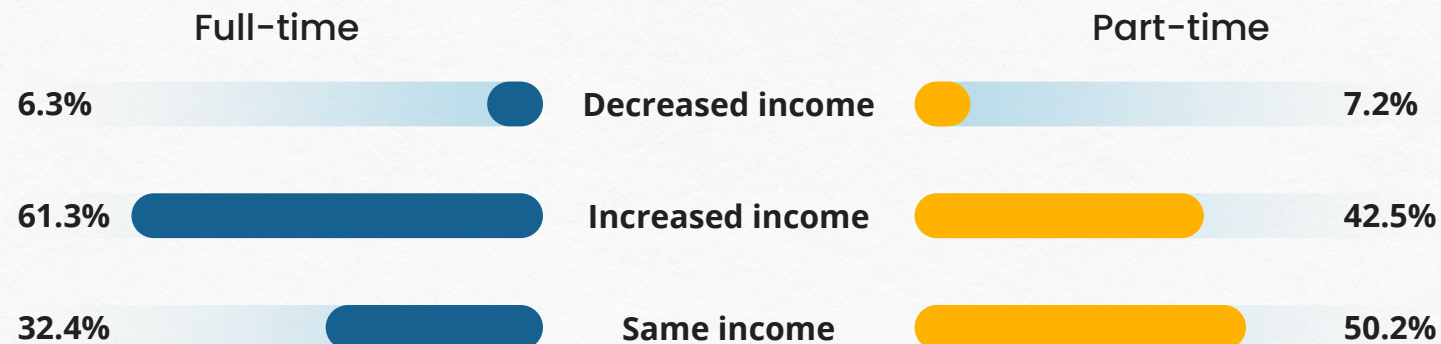 Full-time Part-time
6.3% Decreased income 7.2%
61.3% Increased income 42.5%
32.4% Same income 50.2%